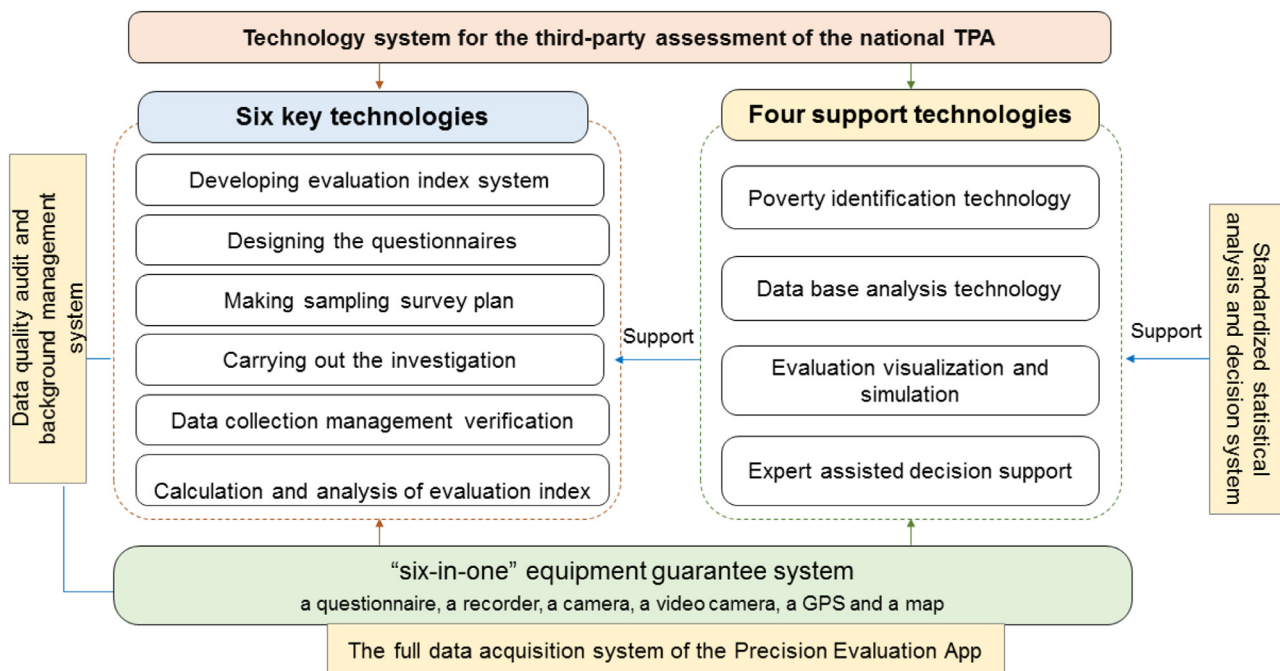 Technology system for the third-party assessment of the national TPA
Six key technologies
Developing evaluation index system
Designing the questionnaires
Making sampling survey plan
Carrying out the investigation
Data collection management verification
Calculation and analysis of evaluation index
Four support technologies
Poverty identification technology
Data base analysis technology
Evaluation visualization and
simulation
Expert assisted decision support
Data quality audit and
background management
system
Support
Support
Standardized statistical
analysis and decision system
“six-in-one” equipment guarantee system
a questionnaire, a recorder, a camera, a video camera, a GPS and a map
The full data acquisition system of the Precision Evaluation App